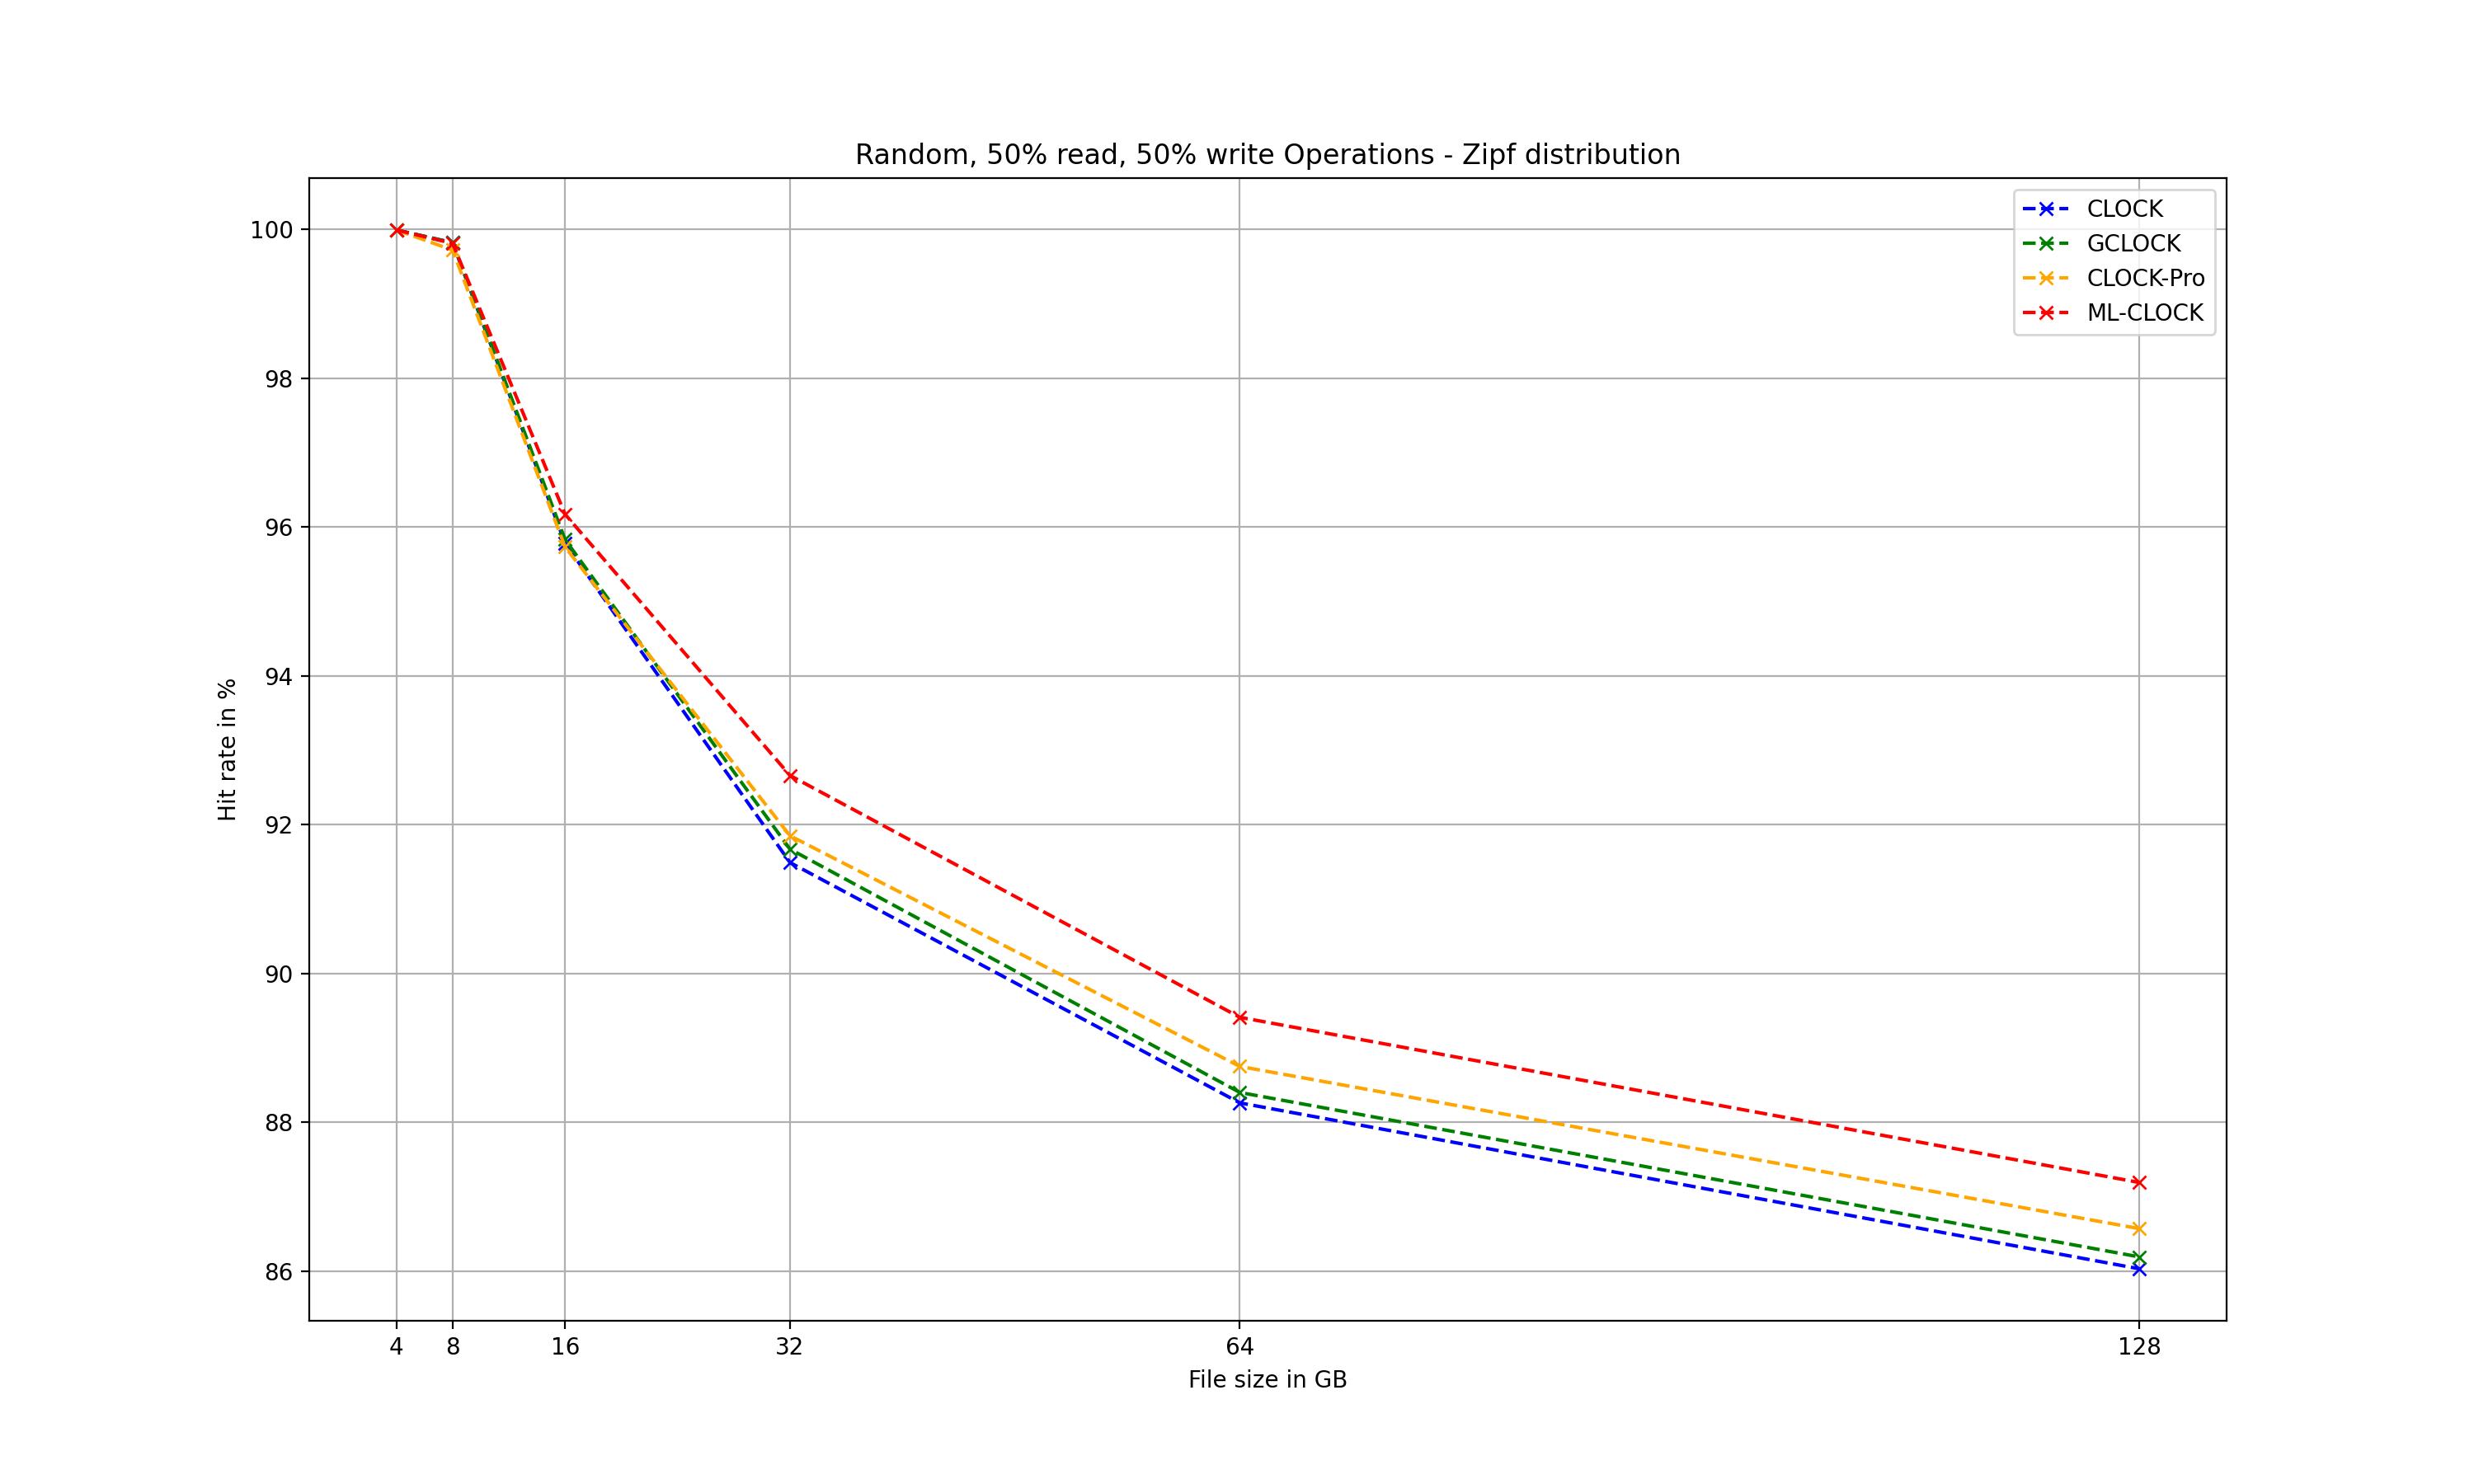 Random, 50% read, 50% write Operations - Zipf distribution
CLOCK
GCLOCK
CLOCK-Pro
ML-CLOCK
Hit rate in %
100
98
96
94
92
90
88
86
4 8 16 32 64 128
File size in GB